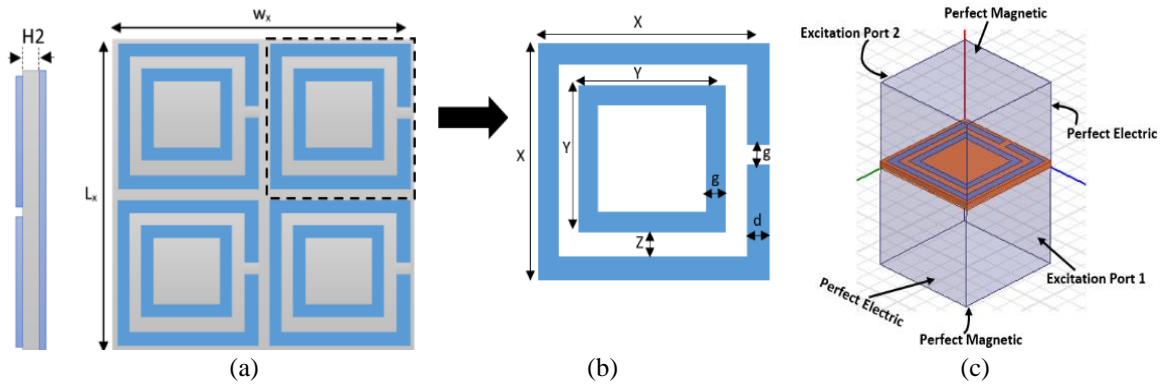 H2
wₓ
Lₓ
(a)
X
X
Y
Y
g
g
d
Z
(b)
Perfect Magnetic
Excitation Port 2
Perfect Electric
Excitation Port 1
Perfect Electric
Perfect Magnetic
(c)